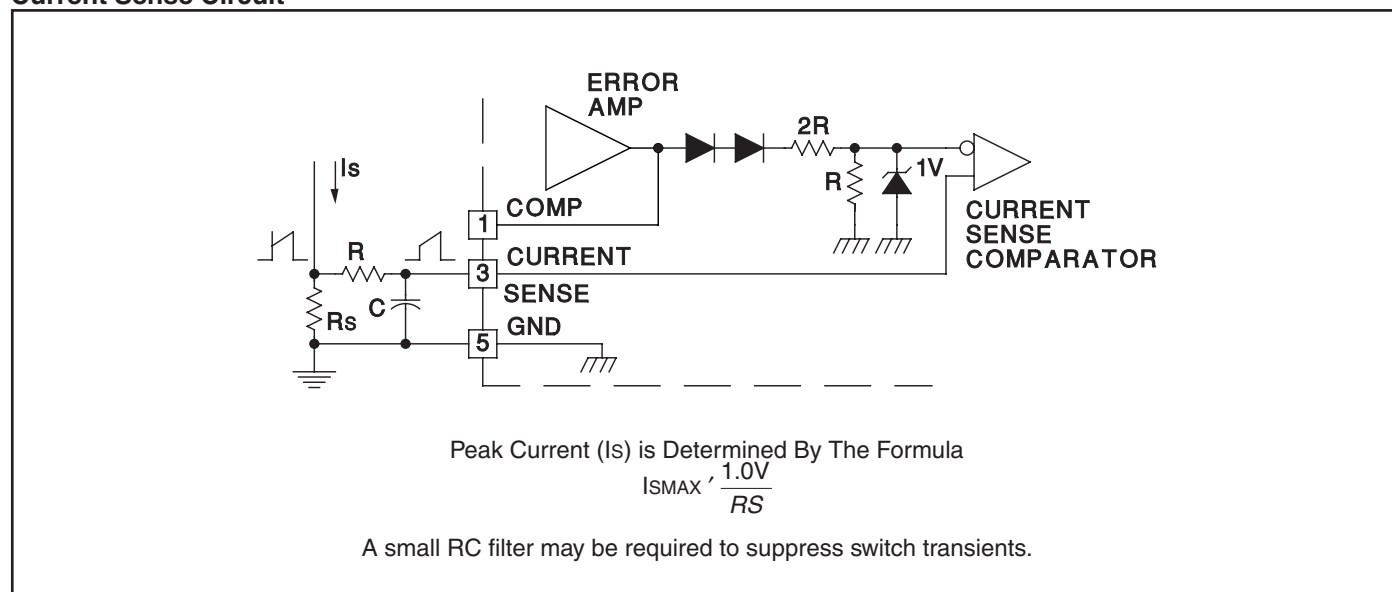 Current Sense Circuit
ERROR
AMP
2R
1V
R
Is
1
COMP
R
3
CURRENT
SENSE
C
Rs
5
GND
CURRENT
SENSE
COMPARATOR
Peak Current (IS) is Determined By The Formula
ISMAX ′ 1.0V
RS
A small RC filter may be required to suppress switch transients.